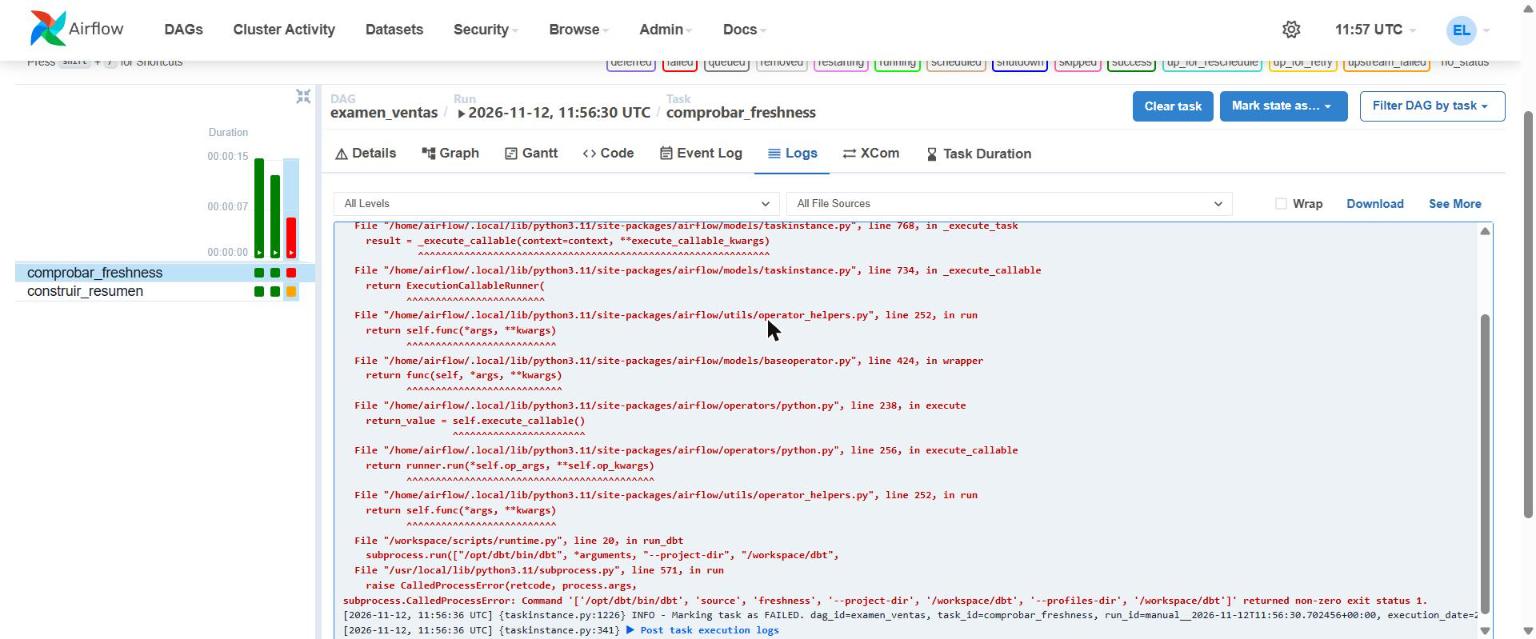 Airflow
DAGs
Cluster Activity
Datasets
Security
Browse
Admin
Docs
11:57 UTC
EL
Press shift + / for Shortcuts
deferred failed queued removed restarting running scheduled shutdown skipped success up_for_reschedule up_for_retry upstream_failed no_status
DAG
examen_ventas
/
Run
2026-11-12, 11:56:30 UTC
/
Task
comprobar_freshness
Clear task
Mark state as...
Filter DAG by task
Duration
00:00:15
00:00:07
00:00:00
comprobar_freshness
construir_resumen
Details
Graph
Gantt
<> Code
Event Log
Logs
XCom
Task Duration
All Levels
All File Sources
Wrap
Download
See More
File "/home/airflow/.local/lib/python3.11/site-packages/airflow/models/taskinstance.py", line 768, in _execute_task
result = _execute_callable(context=context, **execute_callable_kwargs)
^^^^^^^^^^^^^^^^^^^^^^^^^^^^^^^^^^^^^^^^^^^^^^^^^^^^^^^^^^^^^
File "/home/airflow/.local/lib/python3.11/site-packages/airflow/models/taskinstance.py", line 734, in _execute_callable
return ExecutionCallableRunner(
^^^^^^^^^^^^^^^^^^^^^^^^
File "/home/airflow/.local/lib/python3.11/site-packages/airflow/utils/operator_helpers.py", line 252, in run
return self.func(*args, **kwargs)
^^^^^^^^^^^^^^^^^^^^^^^^^^
File "/home/airflow/.local/lib/python3.11/site-packages/airflow/models/baseoperator.py", line 424, in wrapper
return func(self, *args, **kwargs)
^^^^^^^^^^^^^^^^^^^^^^^^^^^
File "/home/airflow/.local/lib/python3.11/site-packages/airflow/operators/python.py", line 238, in execute
return_value = self.execute_callable()
^^^^^^^^^^^^^^^^^^^^^^^
File "/home/airflow/.local/lib/python3.11/site-packages/airflow/operators/python.py", line 256, in execute_callable
return runner.run(*self.op_args, **self.op_kwargs)
^^^^^^^^^^^^^^^^^^^^^^^^^^^^^^^^^^^^^^^^^^^
File "/home/airflow/.local/lib/python3.11/site-packages/airflow/utils/operator_helpers.py", line 252, in run
return self.func(*args, **kwargs)
^^^^^^^^^^^^^^^^^^^^^^^^^^
File "/workspace/scripts/runtime.py", line 20, in run_dbt
subprocess.run(["/opt/dbt/bin/dbt", *arguments, "--project-dir", "/workspace/dbt",
File "/usr/local/lib/python3.11/subprocess.py", line 571, in run
raise CalledProcessError(retcode, process.args,
subprocess.CalledProcessError: Command '['/opt/dbt/bin/dbt', 'source', 'freshness', '--project-dir', '/workspace/dbt', '--profiles-dir', '/workspace/dbt']' returned non-zero exit status 1.
[2026-11-12, 11:56:36 UTC] {taskinstance.py:1226} INFO - Marking task as FAILED. dag_id=examen_ventas, task_id=comprobar_freshness, run_id=manual__2026-11-12T11:56:30.702456+00:00, execution_date=2
[2026-11-12, 11:56:36 UTC] {taskinstance.py:341} ▶ Post task execution logs